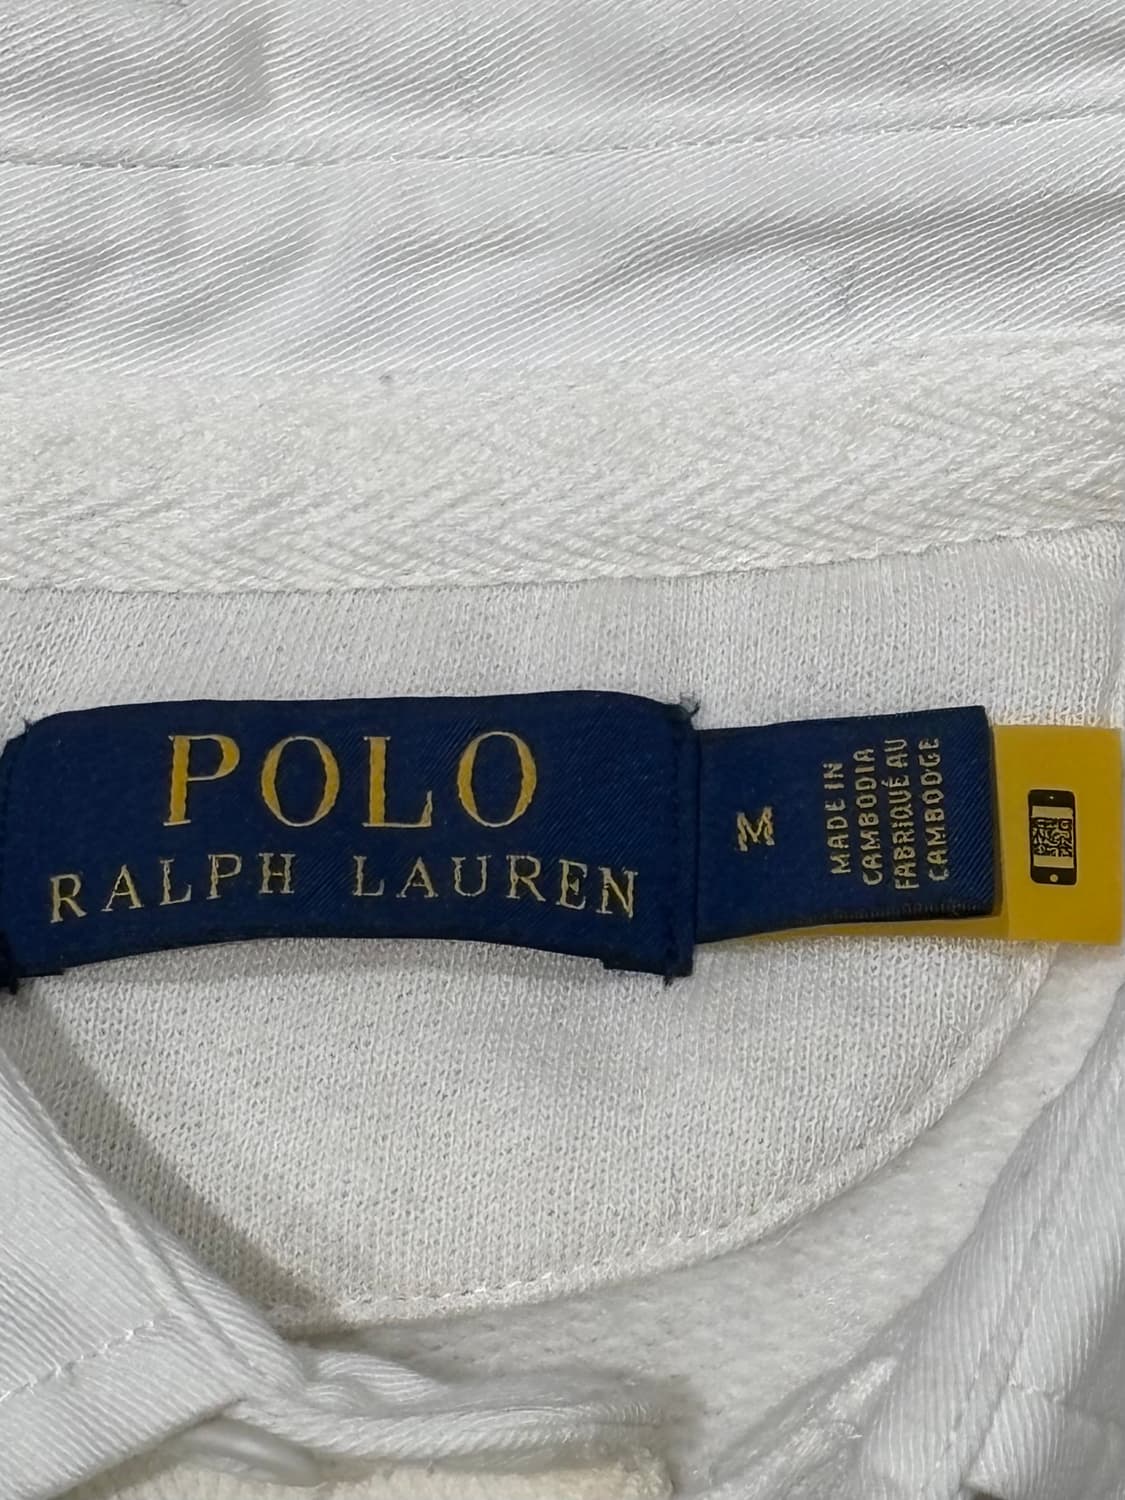 POLO
RALPH LAUREN
M
MADE IN
CAMBODIA
FABRIQUÉ AU
CAMBODGE